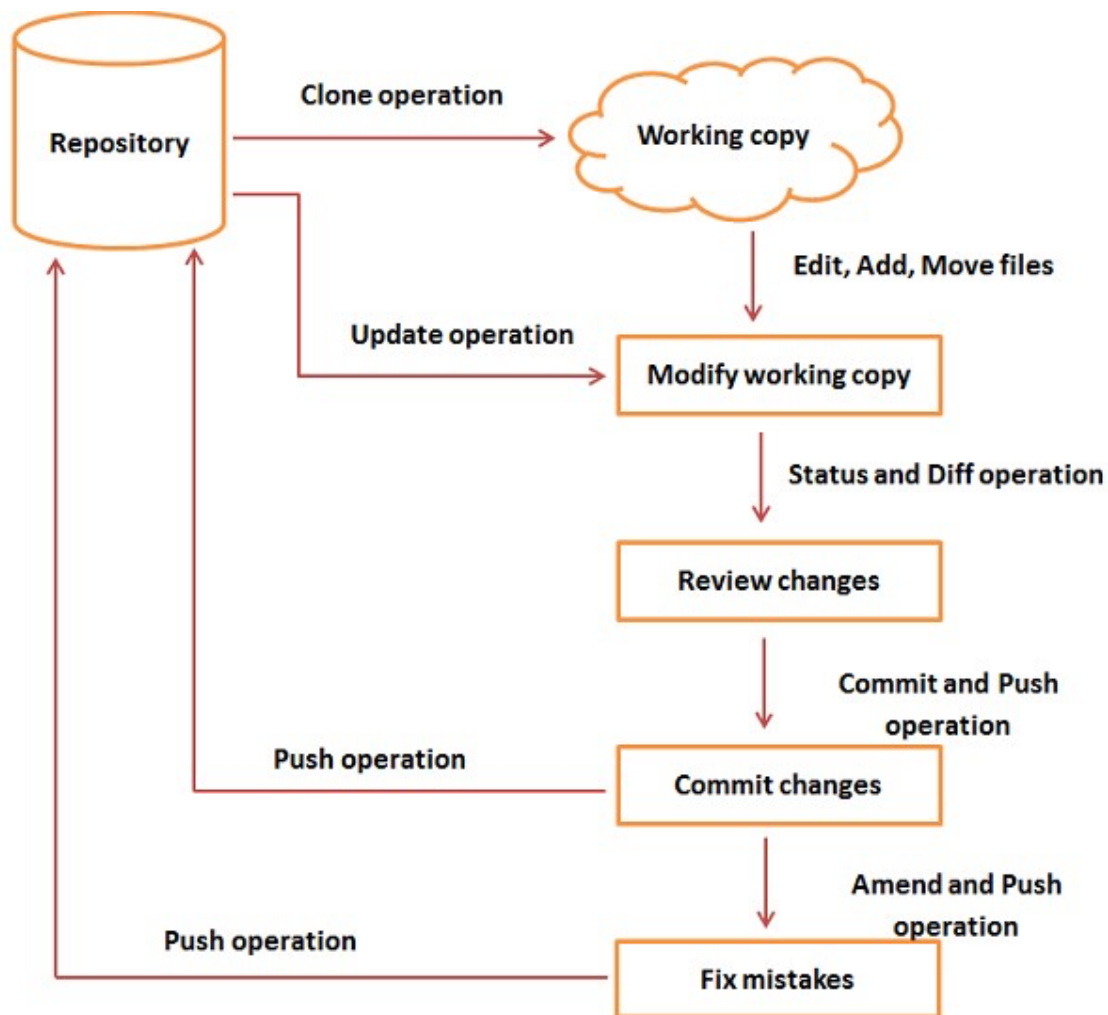 Clone operation
Repository
Working copy
Edit, Add, Move files
Update operation
Modify working copy
Status and Diff operation
Review changes
Commit and Push
operation
Push operation
Commit changes
Amend and Push
operation
Push operation
Fix mistakes